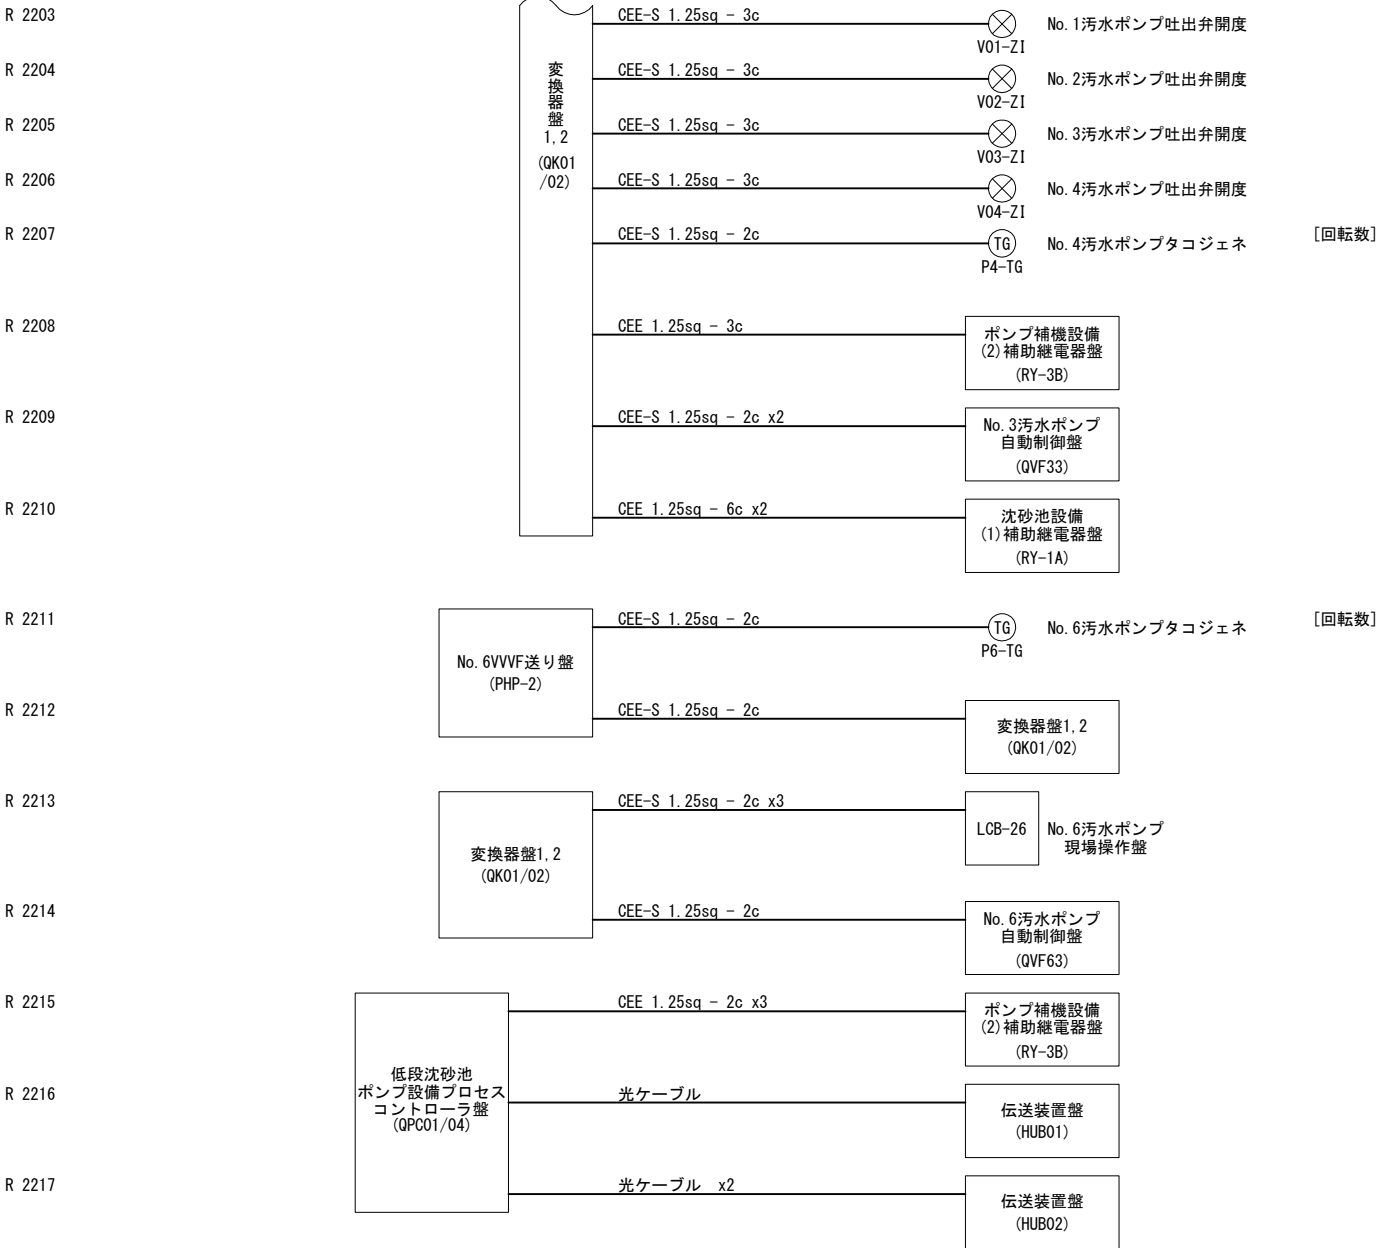 R 2203
CEE-S 1.25sq - 3c
No.1汚水ポンプ吐出弁開度
V01-ZI
変換器盤1,2
(QK01
/02)
R 2204
CEE-S 1.25sq - 3c
No.2汚水ポンプ吐出弁開度
V02-ZI
R 2205
CEE-S 1.25sq - 3c
No.3汚水ポンプ吐出弁開度
V03-ZI
R 2206
CEE-S 1.25sq - 3c
No.4汚水ポンプ吐出弁開度
V04-ZI
R 2207
CEE-S 1.25sq - 2c
TG
No.4汚水ポンプタコジェネ
[回転数]
P4-TG
R 2208
CEE 1.25sq - 3c
ポンプ補機設備
(2)補助継電器盤
(RY-3B)
R 2209
CEE-S 1.25sq - 2c x2
No.3汚水ポンプ
自動制御盤
(QVF33)
R 2210
CEE 1.25sq - 6c x2
沈砂池設備
(1)補助継電器盤
(RY-1A)
R 2211
CEE-S 1.25sq - 2c
TG
No.6汚水ポンプタコジェネ
[回転数]
P6-TG
No.6VVVF送り盤
(PHP-2)
R 2212
CEE-S 1.25sq - 2c
変換器盤1,2
(QK01/02)
R 2213
CEE-S 1.25sq - 2c x3
LCB-26
No.6汚水ポンプ
現場操作盤
変換器盤1,2
(QK01/02)
R 2214
CEE-S 1.25sq - 2c
No.6汚水ポンプ
自動制御盤
(QVF63)
R 2215
CEE 1.25sq - 2c x3
ポンプ補機設備
(2)補助継電器盤
(RY-3B)
低段沈砂池
ポンプ設備プロセス
コントローラ盤
(QPC01/04)
R 2216
光ケーブル
伝送装置盤
(HUB01)
R 2217
光ケーブル x2
伝送装置盤
(HUB02)